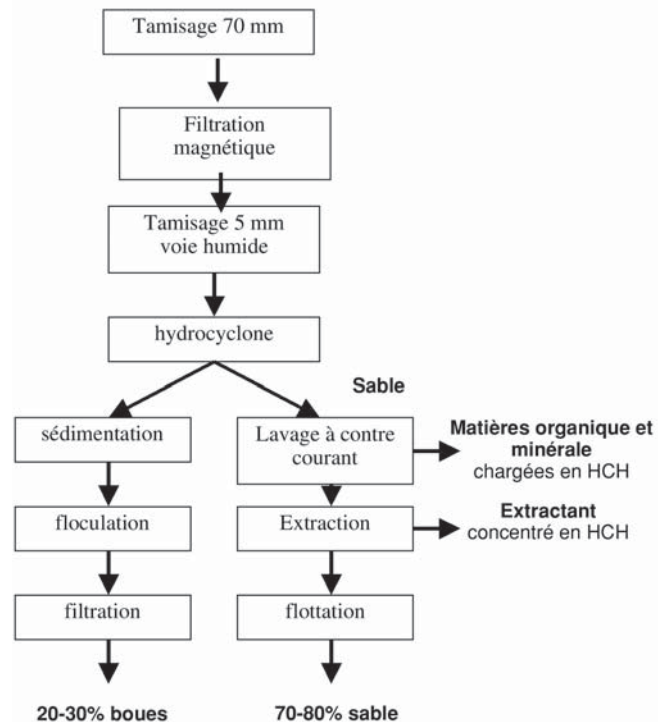 Tamisage 70 mm
Filtration
magnétique
Tamisage 5 mm
voie humide
hydrocyclone
Sable
sédimentation
Lavage à contre
courant
Matières organique et
minérale
chargées en HCH
floculation
Extraction
Extractant
concentré en HCH
filtration
flottation
20-30% boues
70-80% sable